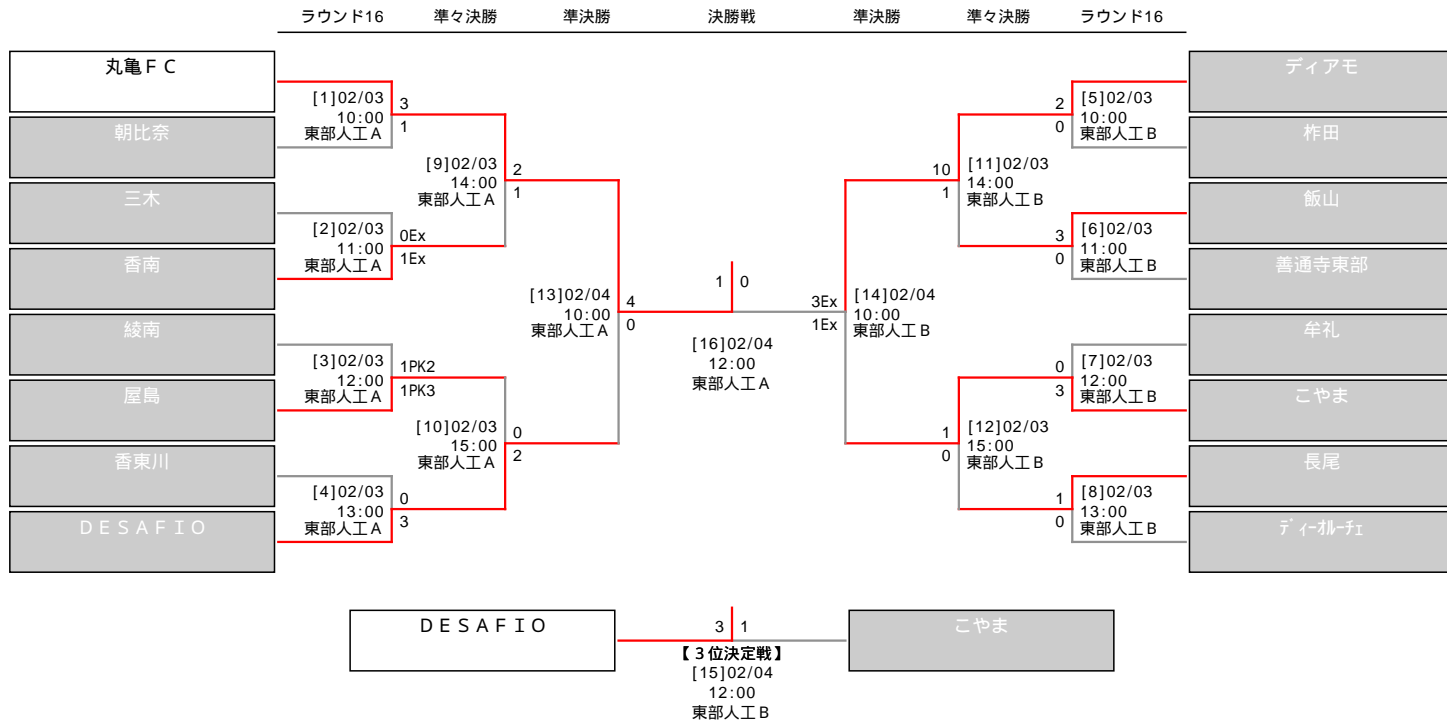 ラウンド16 準々決勝 準決勝 決勝戦 準決勝 準々決勝 ラウンド16
丸亀ＦＣ
朝比奈
三木
香南
綾南
屋島
香東川
ＤＥＳＡＦＩＯ
[1]02/03
10:00
東部人工Ａ
3
1
[2]02/03
11:00
東部人工Ａ
0Ex
1Ex
[3]02/03
12:00
東部人工Ａ
1PK2
1PK3
[4]02/03
13:00
東部人工Ａ
0
3
[9]02/03
14:00
東部人工Ａ
2
1
[10]02/03
15:00
東部人工Ａ
0
2
[13]02/04
10:00
東部人工Ａ
4
0
1 0
[16]02/04
12:00
東部人工Ａ
3Ex
1Ex
[14]02/04
10:00
東部人工Ｂ
10
1
[11]02/03
14:00
東部人工Ｂ
1
0
[12]02/03
15:00
東部人工Ｂ
2
0
[5]02/03
10:00
東部人工Ｂ
3
0
[6]02/03
11:00
東部人工Ｂ
0
3
[7]02/03
12:00
東部人工Ｂ
1
0
[8]02/03
13:00
東部人工Ｂ
ディアモ
柞田
飯山
善通寺東部
牟礼
こやま
長尾
ﾃﾞｨｰｵﾙｰﾁｪ
ＤＥＳＡＦＩＯ
3 1
こやま
【３位決定戦】
[15]02/04
12:00
東部人工Ｂ